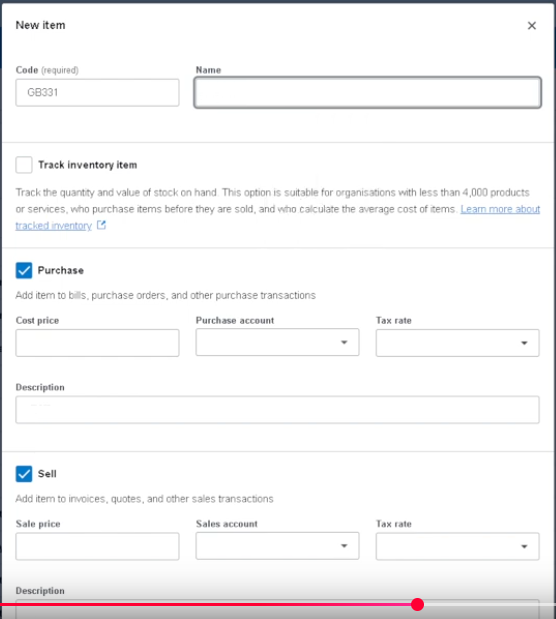 New item
Code (required)
Name
GB331
Track inventory item
Track the quantity and value of stock on hand. This option is suitable for organisations with less than 4,000 products
or services, who purchase items before they are sold, and who calculate the average cost of items. Learn more about
tracked inventory
Purchase
Add item to bills, purchase orders, and other purchase transactions
Cost price
Purchase account
Tax rate
Description
Sell
Add item to invoices, quotes, and other sales transactions
Sale price
Sales account
Tax rate
Description